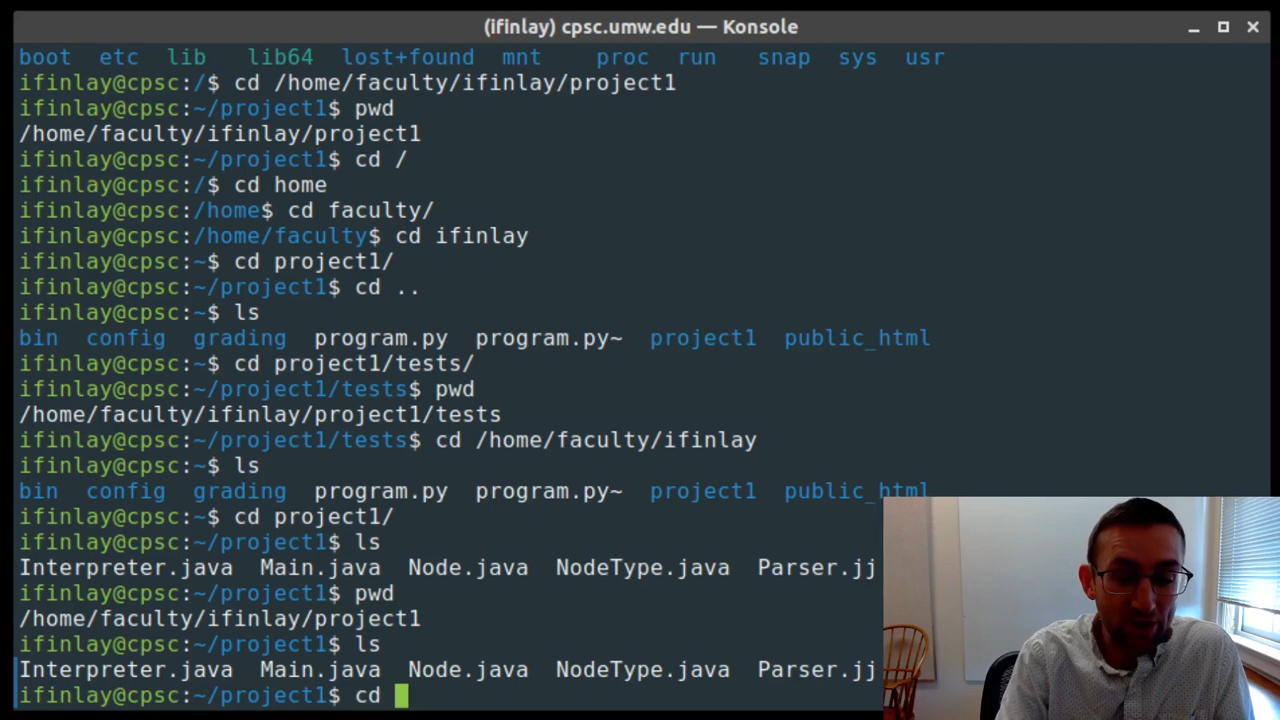 (ifinlay) cpsc.umw.edu — Konsole
boot etc lib lib64 lost+found mnt proc run snap sys usr
ifinlay@cpsc:/$ cd /home/faculty/ifinlay/project1
ifinlay@cpsc:~/project1$ pwd
/home/faculty/ifinlay/project1
ifinlay@cpsc:~/project1$ cd /
ifinlay@cpsc:/$ cd home
ifinlay@cpsc:/home$ cd faculty/
ifinlay@cpsc:/home/faculty$ cd ifinlay
ifinlay@cpsc:~$ cd project1/
ifinlay@cpsc:~/project1$ cd ..
ifinlay@cpsc:~$ ls
bin config grading program.py program.py~ project1 public_html
ifinlay@cpsc:~$ cd project1/tests/
ifinlay@cpsc:~/project1/tests$ pwd
/home/faculty/ifinlay/project1/tests
ifinlay@cpsc:~/project1/tests$ cd /home/faculty/ifinlay
ifinlay@cpsc:~$ ls
bin config grading program.py program.py~ project1 public_html
ifinlay@cpsc:~$ cd project1/
ifinlay@cpsc:~/project1$ ls
Interpreter.java Main.java Node.java NodeType.java Parser.jj
ifinlay@cpsc:~/project1$ pwd
/home/faculty/ifinlay/project1
ifinlay@cpsc:~/project1$ ls
Interpreter.java Main.java Node.java NodeType.java Parser.jj
ifinlay@cpsc:~/project1$ cd